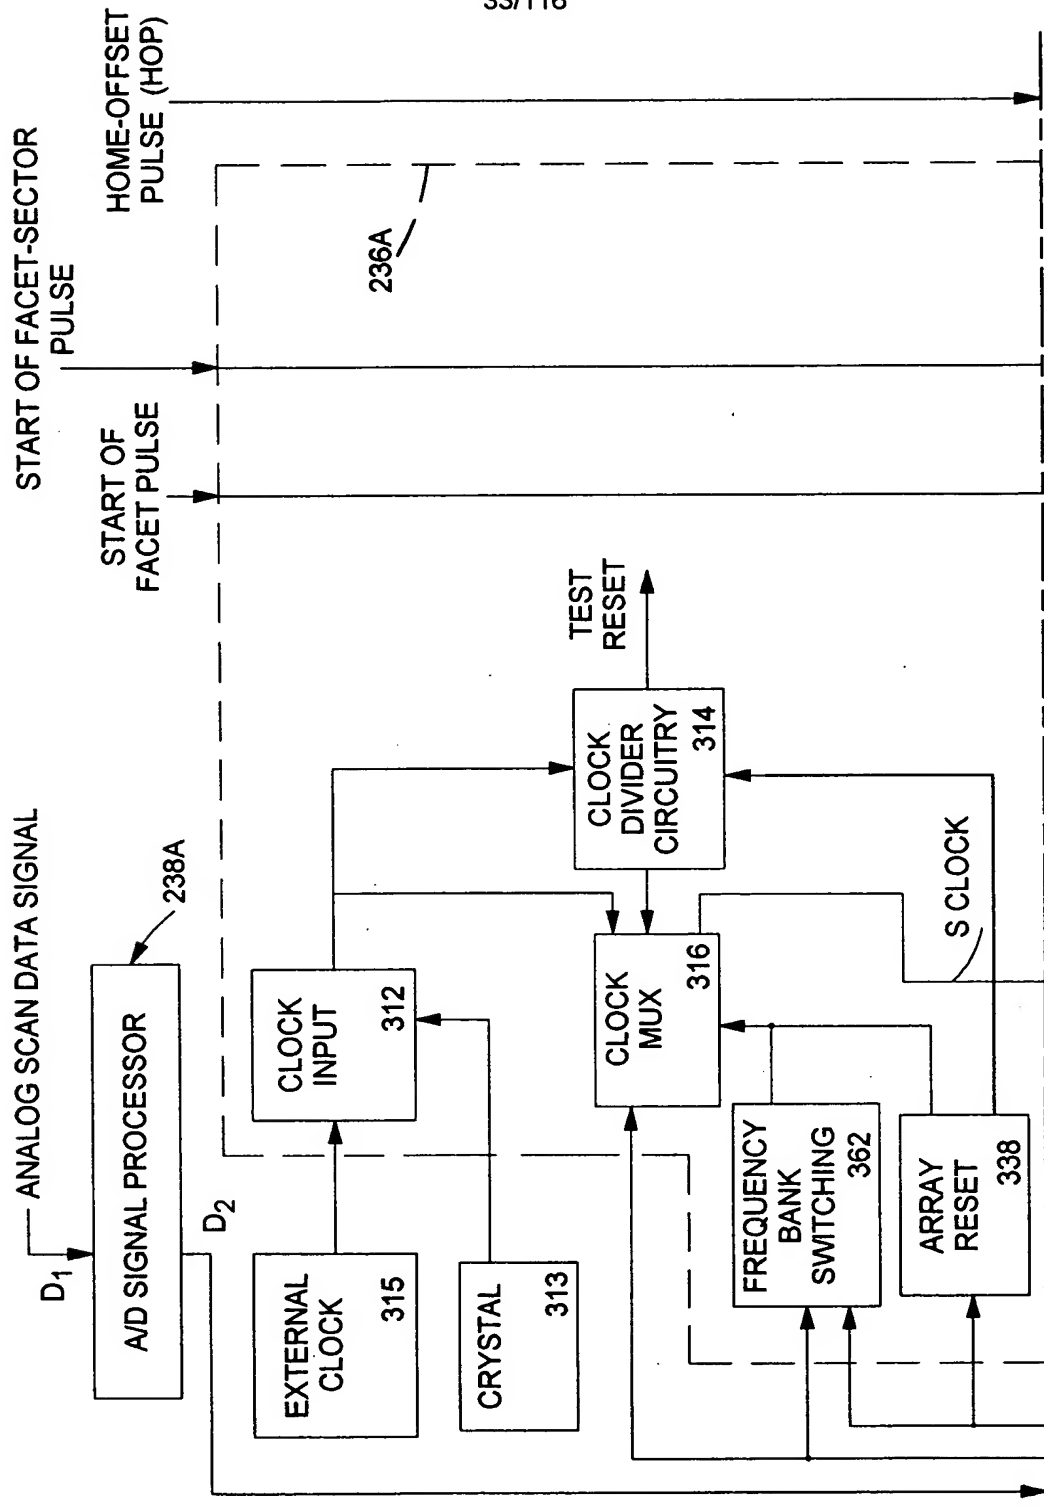 ANALOG SCAN DATA SIGNAL
D1
A/D SIGNAL PROCESSOR
238A
D2
START OF FACET-SECTOR
PULSE
START OF
FACET PULSE
HOME-OFFSET
PULSE (HOP)
236A
EXTERNAL
CLOCK
315
CLOCK
INPUT
312
CRYSTAL
313
TEST
RESET
CLOCK
DIVIDER
CIRCUITRY
314
CLOCK
MUX
316
FREQUENCY
BANK
SWITCHING
362
ARRAY
RESET
338
S CLOCK